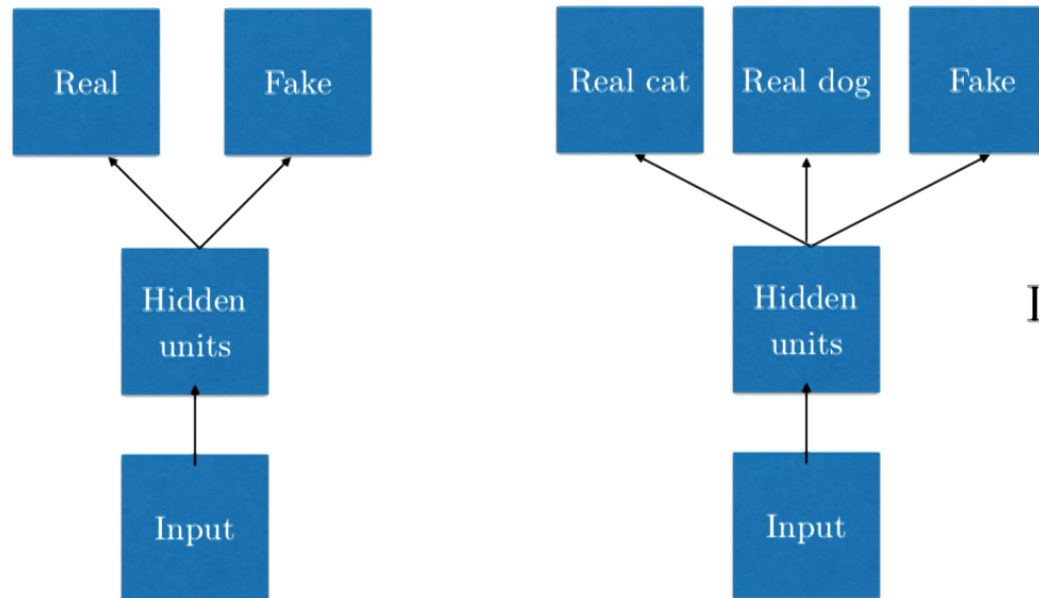 Real
Fake
Real cat
Real dog
Fake
Hidden
units
Hidden
units
Input
Input